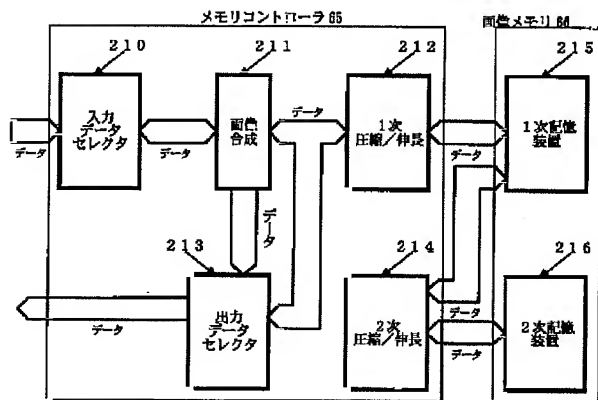 メモリコントローラ 65
画像メモリ 66
210
211
212
215
入力
データ
セレクタ
画像
合成
1次
圧縮/伸長
1次記憶
装置
データ
データ
データ
データ
データ
213
214
216
出力
データ
セレクタ
2次
圧縮/伸長
2次記憶
装置
データ
データ